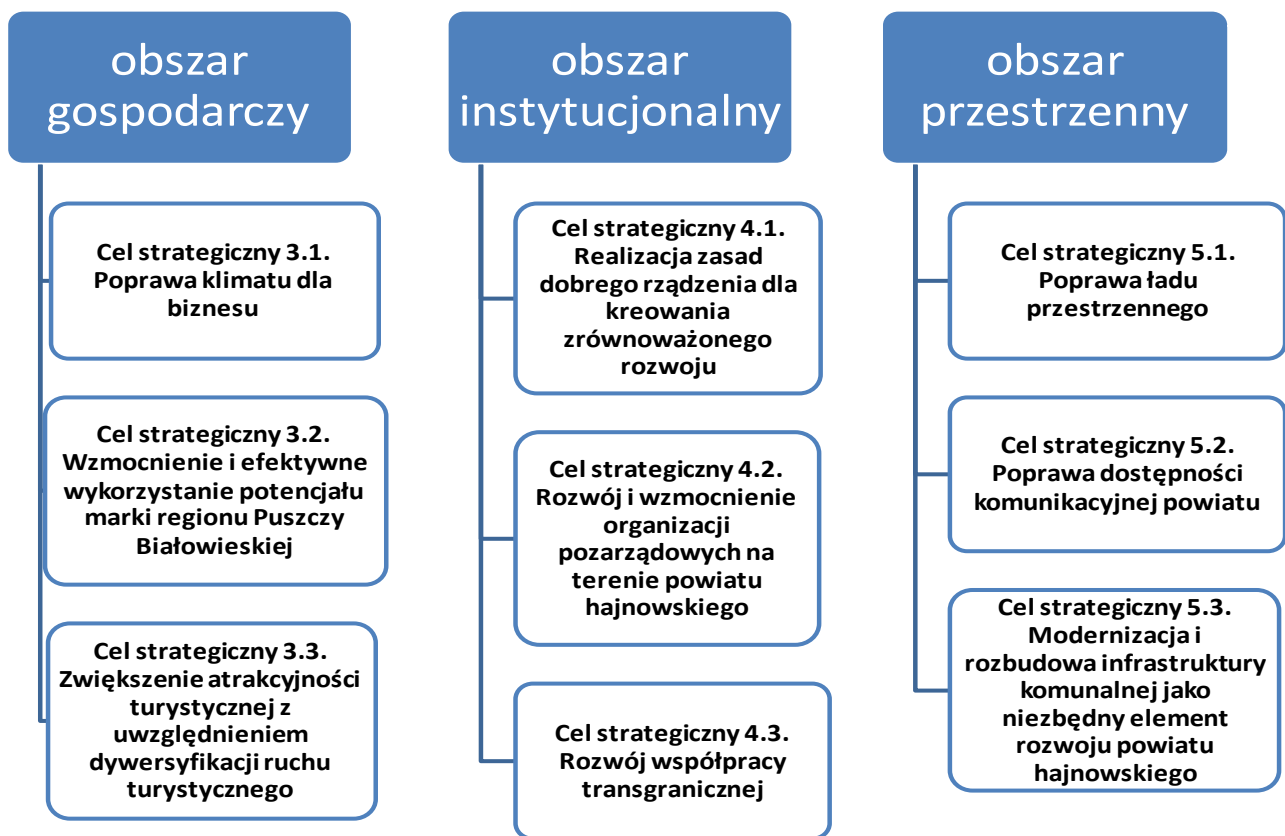 obszar
gospodarczy
Cel strategiczny 3.1.
Poprawa klimatu dla
biznesu
Cel strategiczny 3.2.
Wzmocnienie i efektywne
wykorzystanie potencjału
marki regionu Puszczy
Białowieskiej
Cel strategiczny 3.3.
Zwiększenie atrakcyjności
turystycznej z
uwzględnieniem
dywersyfikacji ruchu
turystycznego
obszar
instytucjonalny
Cel strategiczny 4.1.
Realizacja zasad
dobrego rządzenia dla
kreowania
zrównoważonego
rozwoju
Cel strategiczny 4.2.
Rozwój i wzmocnienie
organizacji
pozarządowych na
terenie powiatu
hajnowskiego
Cel strategiczny 4.3.
Rozwój współpracy
transgranicznej
obszar
przestrzenny
Cel strategiczny 5.1.
Poprawa ładu
przestrzennego
Cel strategiczny 5.2.
Poprawa dostępności
komunikacyjnej powiatu
Cel strategiczny 5.3.
Modernizacja i
rozbudowa infrastruktury
komunalnej jako
niezbędny element
rozwoju powiatu
hajnowskiego